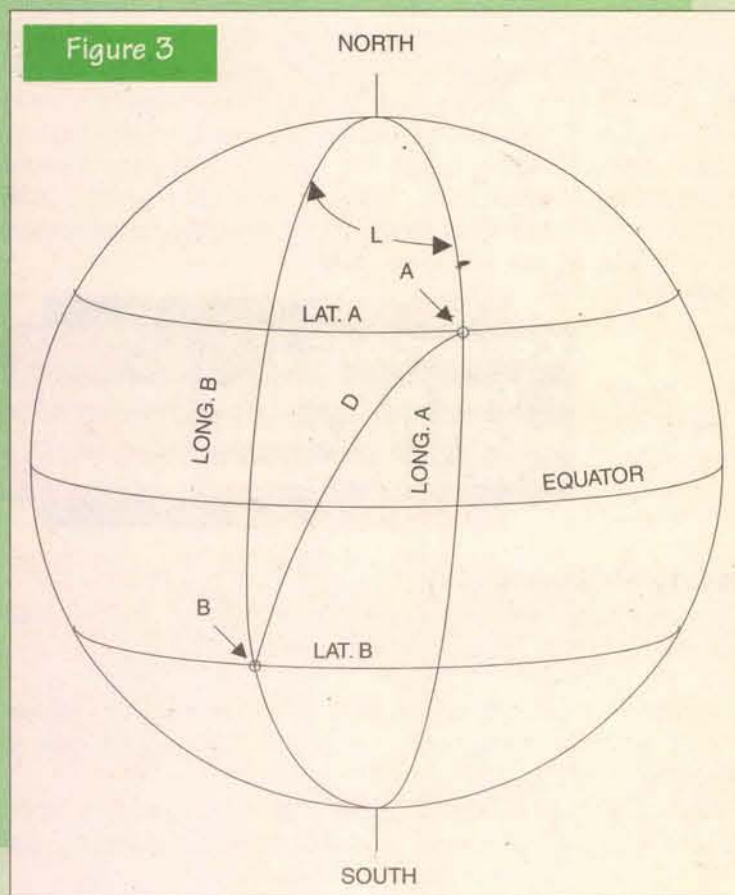 Figure 3
NORTH
L
A
LAT. A
LONG. B
D
LONG. A
EQUATOR
B
LAT. B
SOUTH